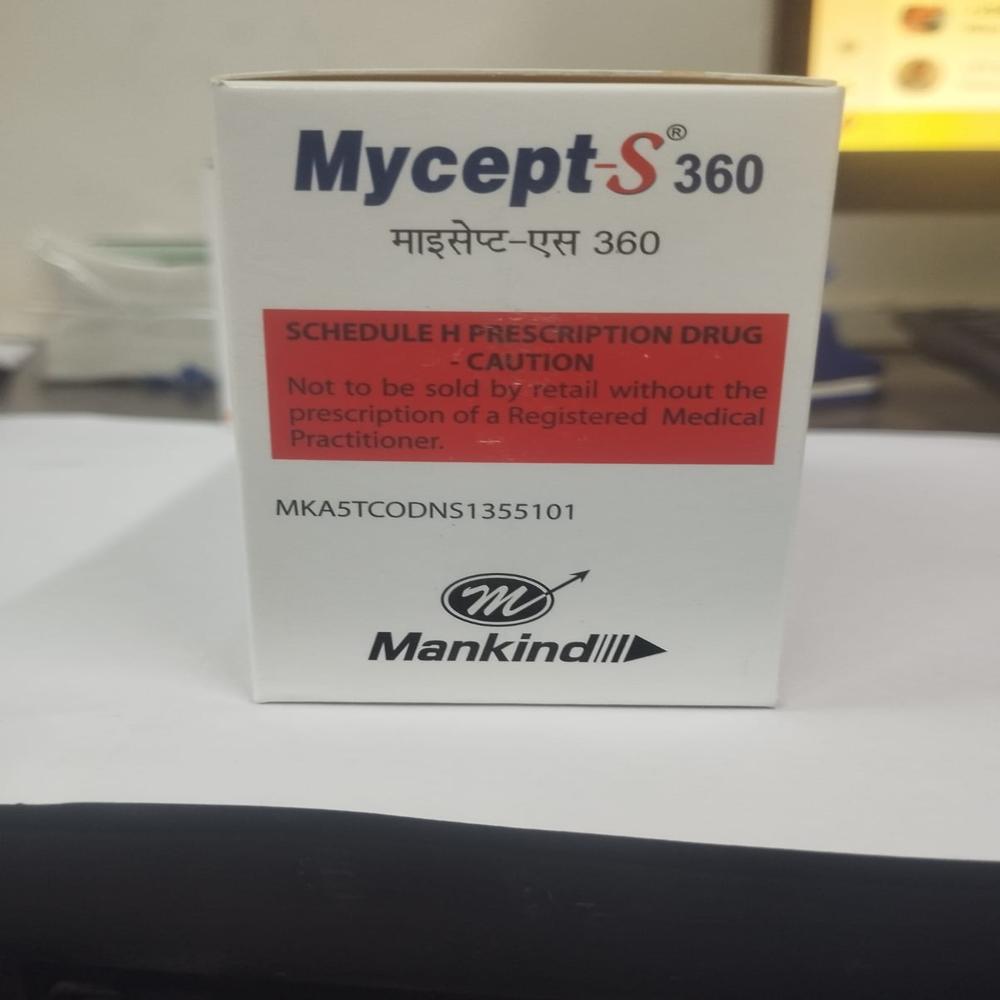 Mycept-S® 360
माइसेप्ट-एस 360
SCHEDULE H PRESCRIPTION DRUG
- CAUTION
Not to be sold by retail without the
prescription of a Registered Medical
Practitioner.
MKA5TCODNS1355101
m
Mankind